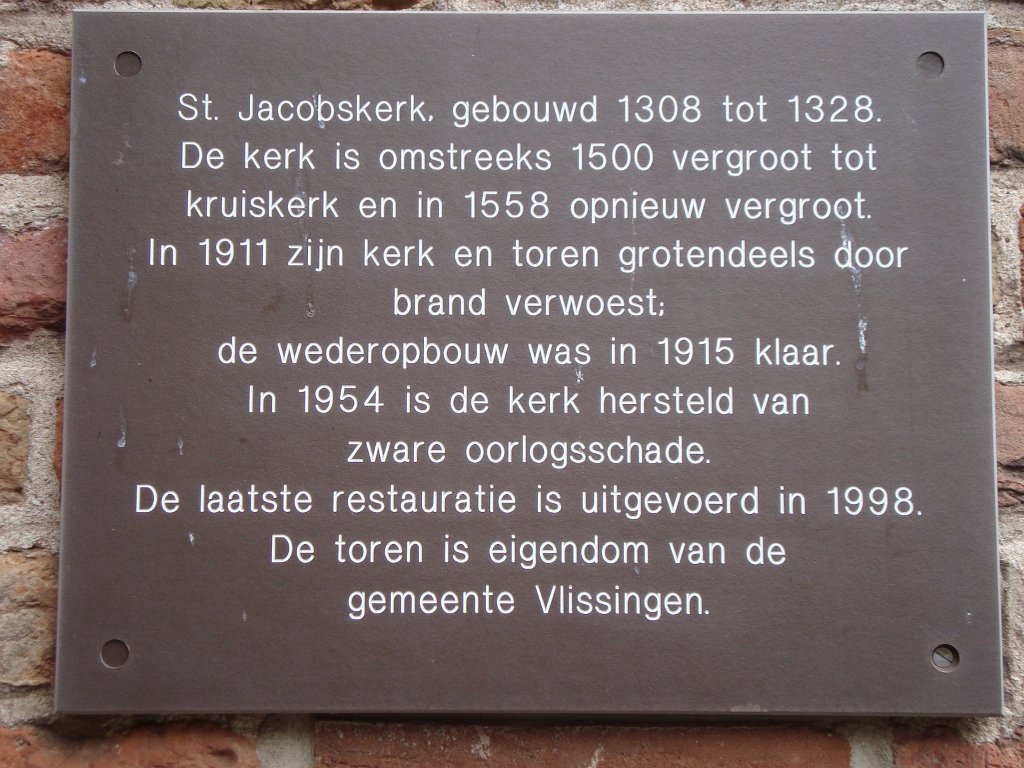 St. Jacobskerk, gebouwd 1308 tot 1328.
De kerk is omstreeks 1500 vergroot tot
kruiskerk en in 1558 opnieuw vergroot.
In 1911 zijn kerk en toren grotendeels door
brand verwoest;
de wederopbouw was in 1915 klaar.
In 1954 is de kerk hersteld van
zware oorlogsschade.
De laatste restauratie is uitgevoerd in 1998.
De toren is eigendom van de
gemeente Vlissingen.